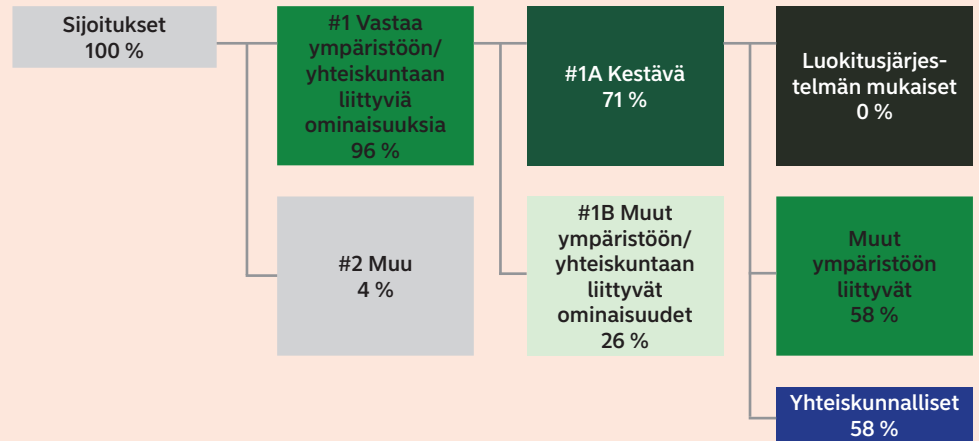 Sijoitukset
100 %
#1 Vastaa
ympäristöön/
yhteiskuntaan
liittyviä
ominaisuuksia
96 %
#2 Muu
4 %
#1A Kestävä
71 %
#1B Muut
ympäristöön/
yhteiskuntaan
liittyvät
ominaisuudet
26 %
Luokitusjärjes-
telmän mukaiset
0 %
Muut
ympäristöön
liittyvät
58 %
Yhteiskunnalliset
58 %